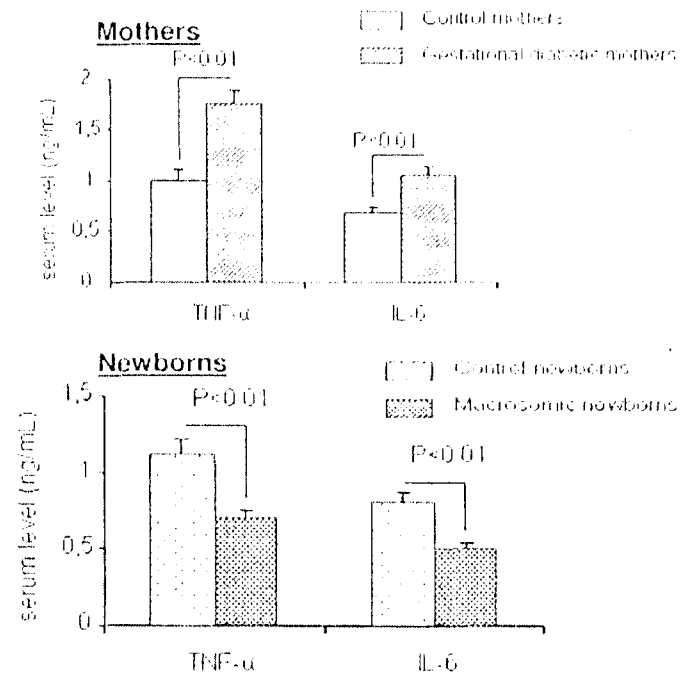 Mothers
Control mothers
Gestational diabetic mothers
P<0.01
P<0.01
serum level (ng/mL)
2
1,5
1
0,5
0
TNF-α
IL-6
Newborns
Control newborns
Macrosomic newborns
P<0.01
P<0.01
serum level (ng/mL)
1,5
1
0,5
0
TNF-α
IL-6